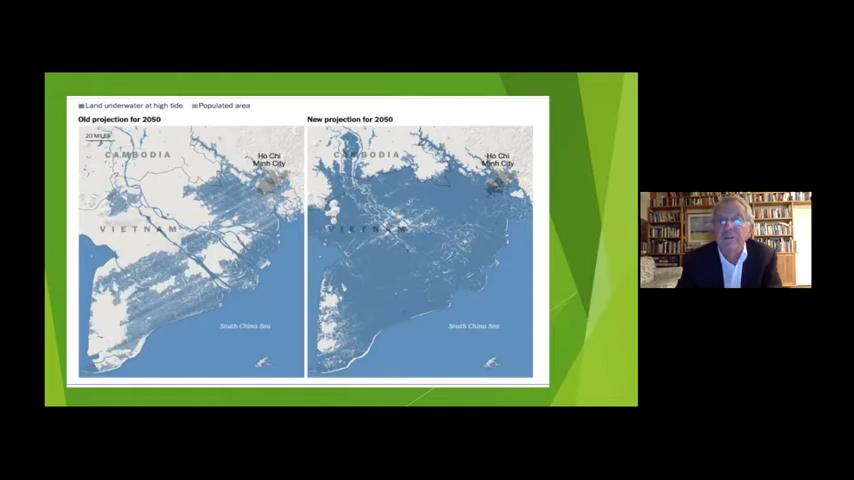 Land underwater at high tide Populated area
Old projection for 2050
20 MILES
CAMBODIA
Ho Chi
Minh City
VIETNAM
South China Sea
New projection for 2050
CAMBODIA
Ho Chi
Minh City
VIETNAM
South China Sea